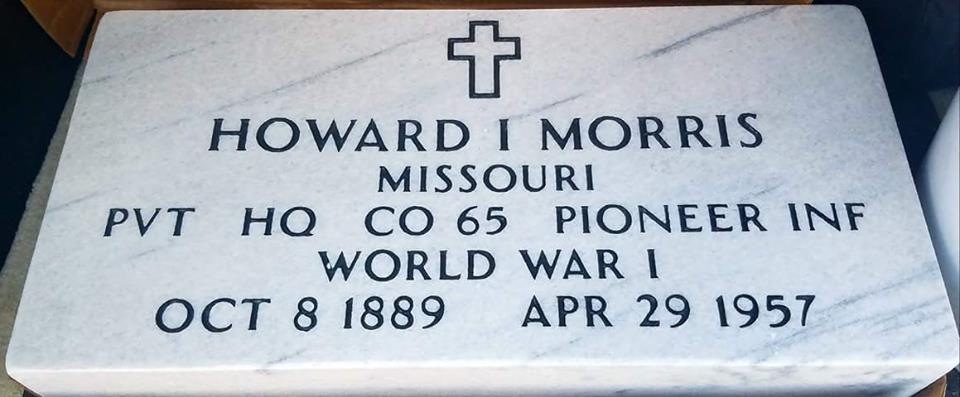 HOWARD I MORRIS
MISSOURI
PVT HQ CO 65 PIONEER INF
WORLD WAR I
OCT 8 1889 APR 29 1957